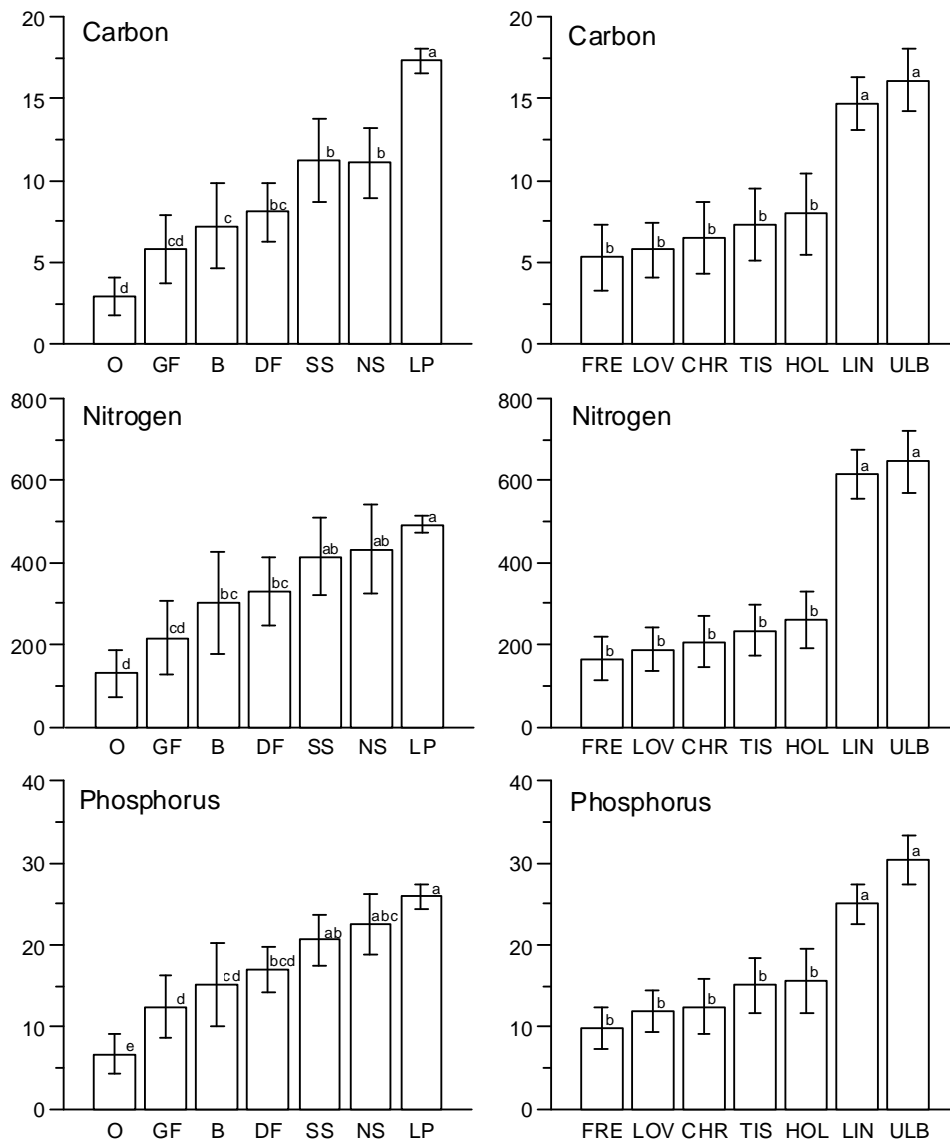 Carbon
20
15
10
5
0
d
cd
c
bc
b
b
a
O GF B DF SS NS LP
Carbon
20
15
10
5
0
b
b
b
b
b
a
a
FRE LOV CHR TIS HOL LIN ULB
Nitrogen
800
600
400
200
0
d
cd
bc
bc
ab
ab
a
O GF B DF SS NS LP
Nitrogen
800
600
400
200
0
b
b
b
b
b
a
a
FRE LOV CHR TIS HOL LIN ULB
Phosphorus
40
30
20
10
0
e
d
cd
bcd
ab
abc
a
O GF B DF SS NS LP
Phosphorus
40
30
20
10
0
b
b
b
b
b
a
a
FRE LOV CHR TIS HOL LIN ULB